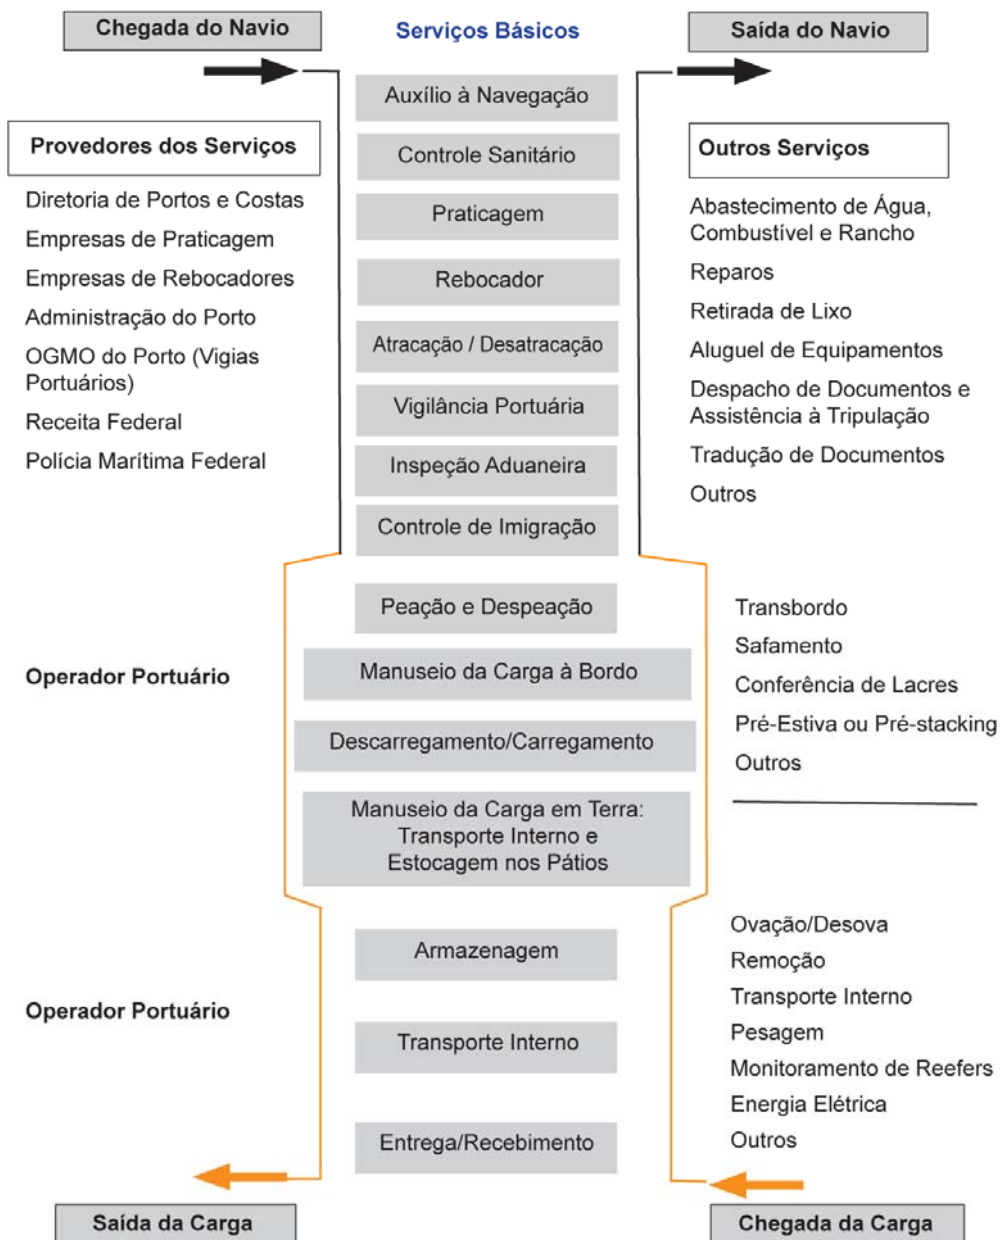 Chegada do Navio
Serviços Básicos
Saída do Navio
Provedores dos Serviços
Diretoria de Portos e Costas
Empresas de Praticagem
Empresas de Rebocadores
Administração do Porto
OGMO do Porto (Vigias
Portuários)
Receita Federal
Polícia Marítima Federal
Auxílio à Navegação
Controle Sanitário
Praticagem
Rebocador
Atracação / Desatracação
Vigilância Portuária
Inspeção Aduaneira
Controle de Imigração
Outros Serviços
Abastecimento de Água,
Combustível e Rancho
Reparos
Retirada de Lixo
Aluguel de Equipamentos
Despacho de Documentos e
Assistência à Tripulação
Tradução de Documentos
Outros
Operador Portuário
Peação e Despeação
Manuseio da Carga à Bordo
Descarregamento/Carregamento
Manuseio da Carga em Terra:
Transporte Interno e
Estocagem nos Pátios
Transbordo
Safamento
Conferência de Lacres
Pré-Estiva ou Pré-stacking
Outros
Operador Portuário
Armazenagem
Transporte Interno
Entrega/Recebimento
Ovação/Desova
Remoção
Transporte Interno
Pesagem
Monitoramento de Reefers
Energia Elétrica
Outros
Saída da Carga
Chegada da Carga